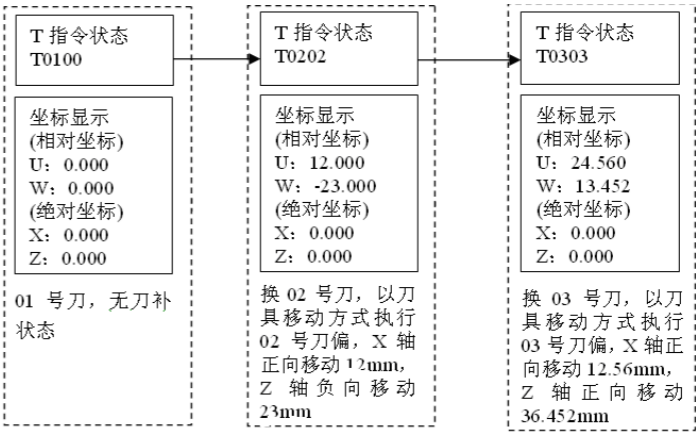 T 指令状态
T0100
坐标显示
(相对坐标)
U：0.000
W：0.000
(绝对坐标)
X：0.000
Z：0.000
01 号刀，无刀补
状态
T 指令状态
T0202
坐标显示
(相对坐标)
U：12.000
W：-23.000
(绝对坐标)
X：0.000
Z：0.000
换 02 号刀，以刀
具移动方式执行
02 号刀偏，X 轴
正向移动 12mm，
Z 轴负向移动
23mm
T 指令状态
T0303
坐标显示
(相对坐标)
U：24.560
W：13.452
(绝对坐标)
X：0.000
Z：0.000
换 03 号刀，以刀
具移动方式执行
03 号刀偏，X 轴正
向移动 12.56mm，
Z 轴正向移动
36.452mm